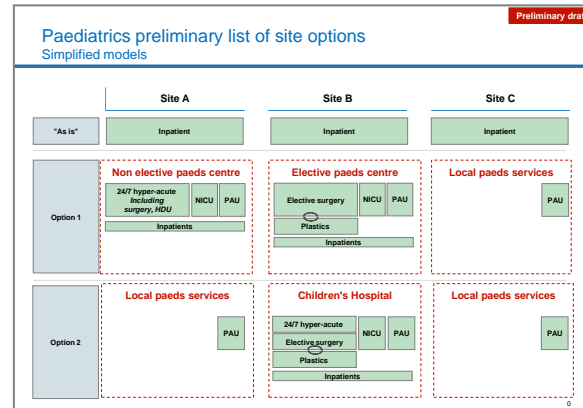 Preliminary draf
Paediatrics preliminary list of site options
Simplified models
Site A
Site B
Site C
"As is"
Inpatient
Inpatient
Inpatient
Option 1
Non elective paeds centre
24/7 hyper-acute
Including
surgery, HDU
NICU
PAU
Inpatients
Elective paeds centre
Elective surgery
NICU
PAU
Plastics
Inpatients
Local paeds services
PAU
Option 2
Local paeds services
PAU
Children's Hospital
24/7 hyper-acute
Elective surgery
Plastics
NICU
PAU
Inpatients
Local paeds services
PAU
0